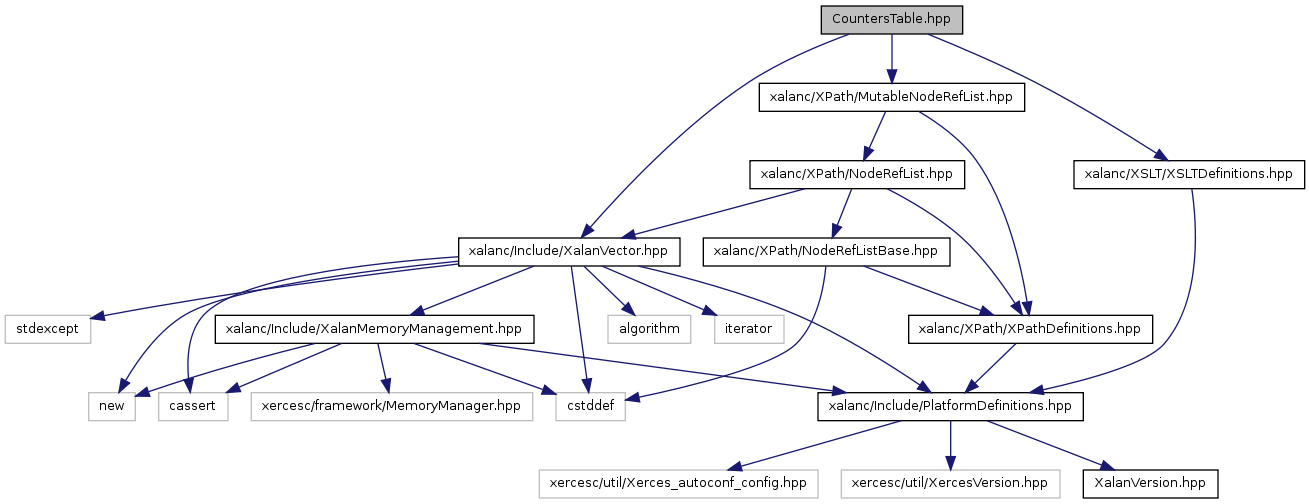 CountersTable.hpp
xalanc/XPath/MutableNodeRefList.hpp
xalanc/XPath/NodeRefList.hpp
xalanc/XSLT/XSLTDefinitions.hpp
xalanc/Include/XalanVector.hpp
xalanc/XPath/NodeRefListBase.hpp
stdexcept
xalanc/Include/XalanMemoryManagement.hpp
algorithm
iterator
xalanc/XPath/XPathDefinitions.hpp
new
cassert
xercesc/framework/MemoryManager.hpp
cstddef
xalanc/Include/PlatformDefinitions.hpp
xercesc/util/Xerces_autoconf_config.hpp
xercesc/util/XercesVersion.hpp
XalanVersion.hpp